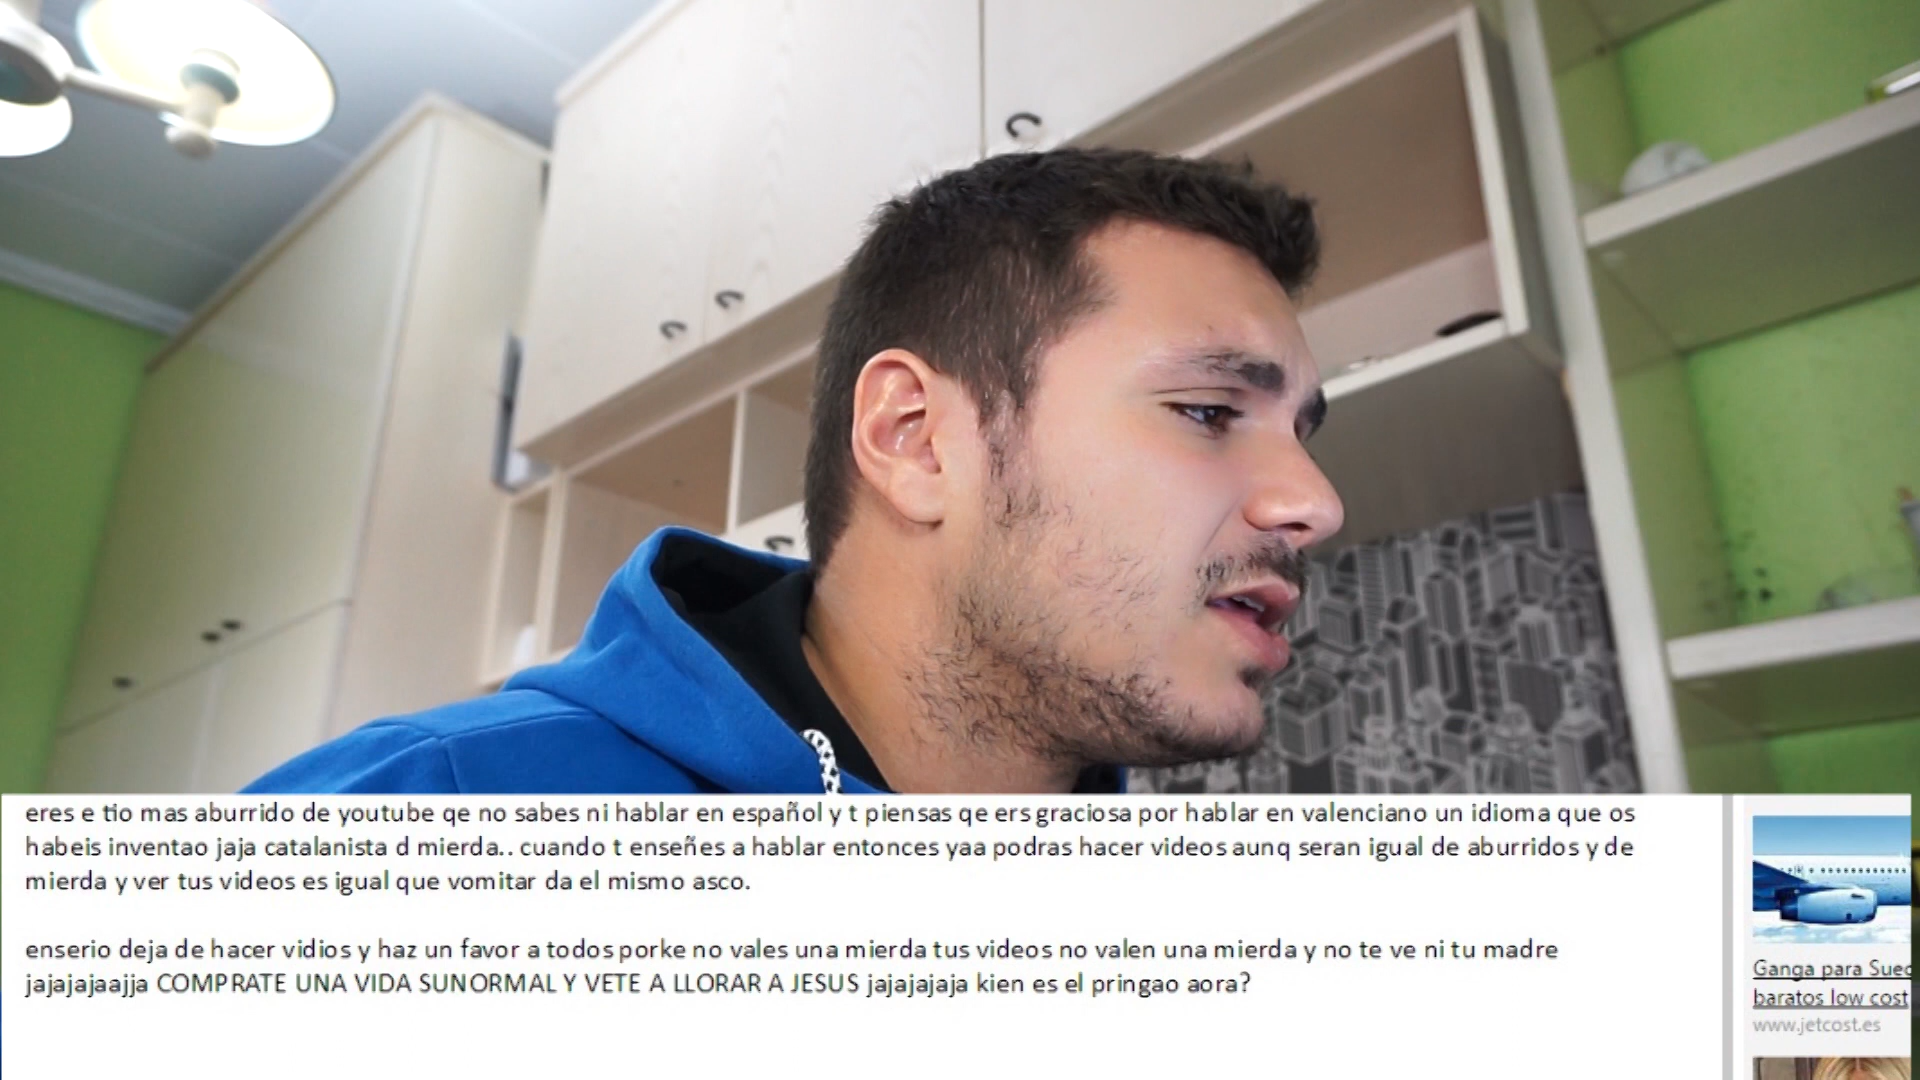 eres e tio mas aburrido de youtube qe no sabes ni hablar en español y t piensas qe ers graciosa por hablar en valenciano un idioma que os
habeis inventao jaja catalanista d mierda.. cuando t enseñes a hablar entonces yaa podras hacer videos aunq seran igual de aburridos y de
mierda y ver tus videos es igual que vomitar da el mismo asco.
enserio deja de hacer vidios y haz un favor a todos porke no vales una mierda tus videos no valen una mierda y no te ve ni tu madre
jajajajaajja COMPRATE UNA VIDA SUNORMAL Y VETE A LLORAR A JESUS jajajajaja kien es el pringao aora?
Ganga para Suec
baratos low cost
www.jetcost.es